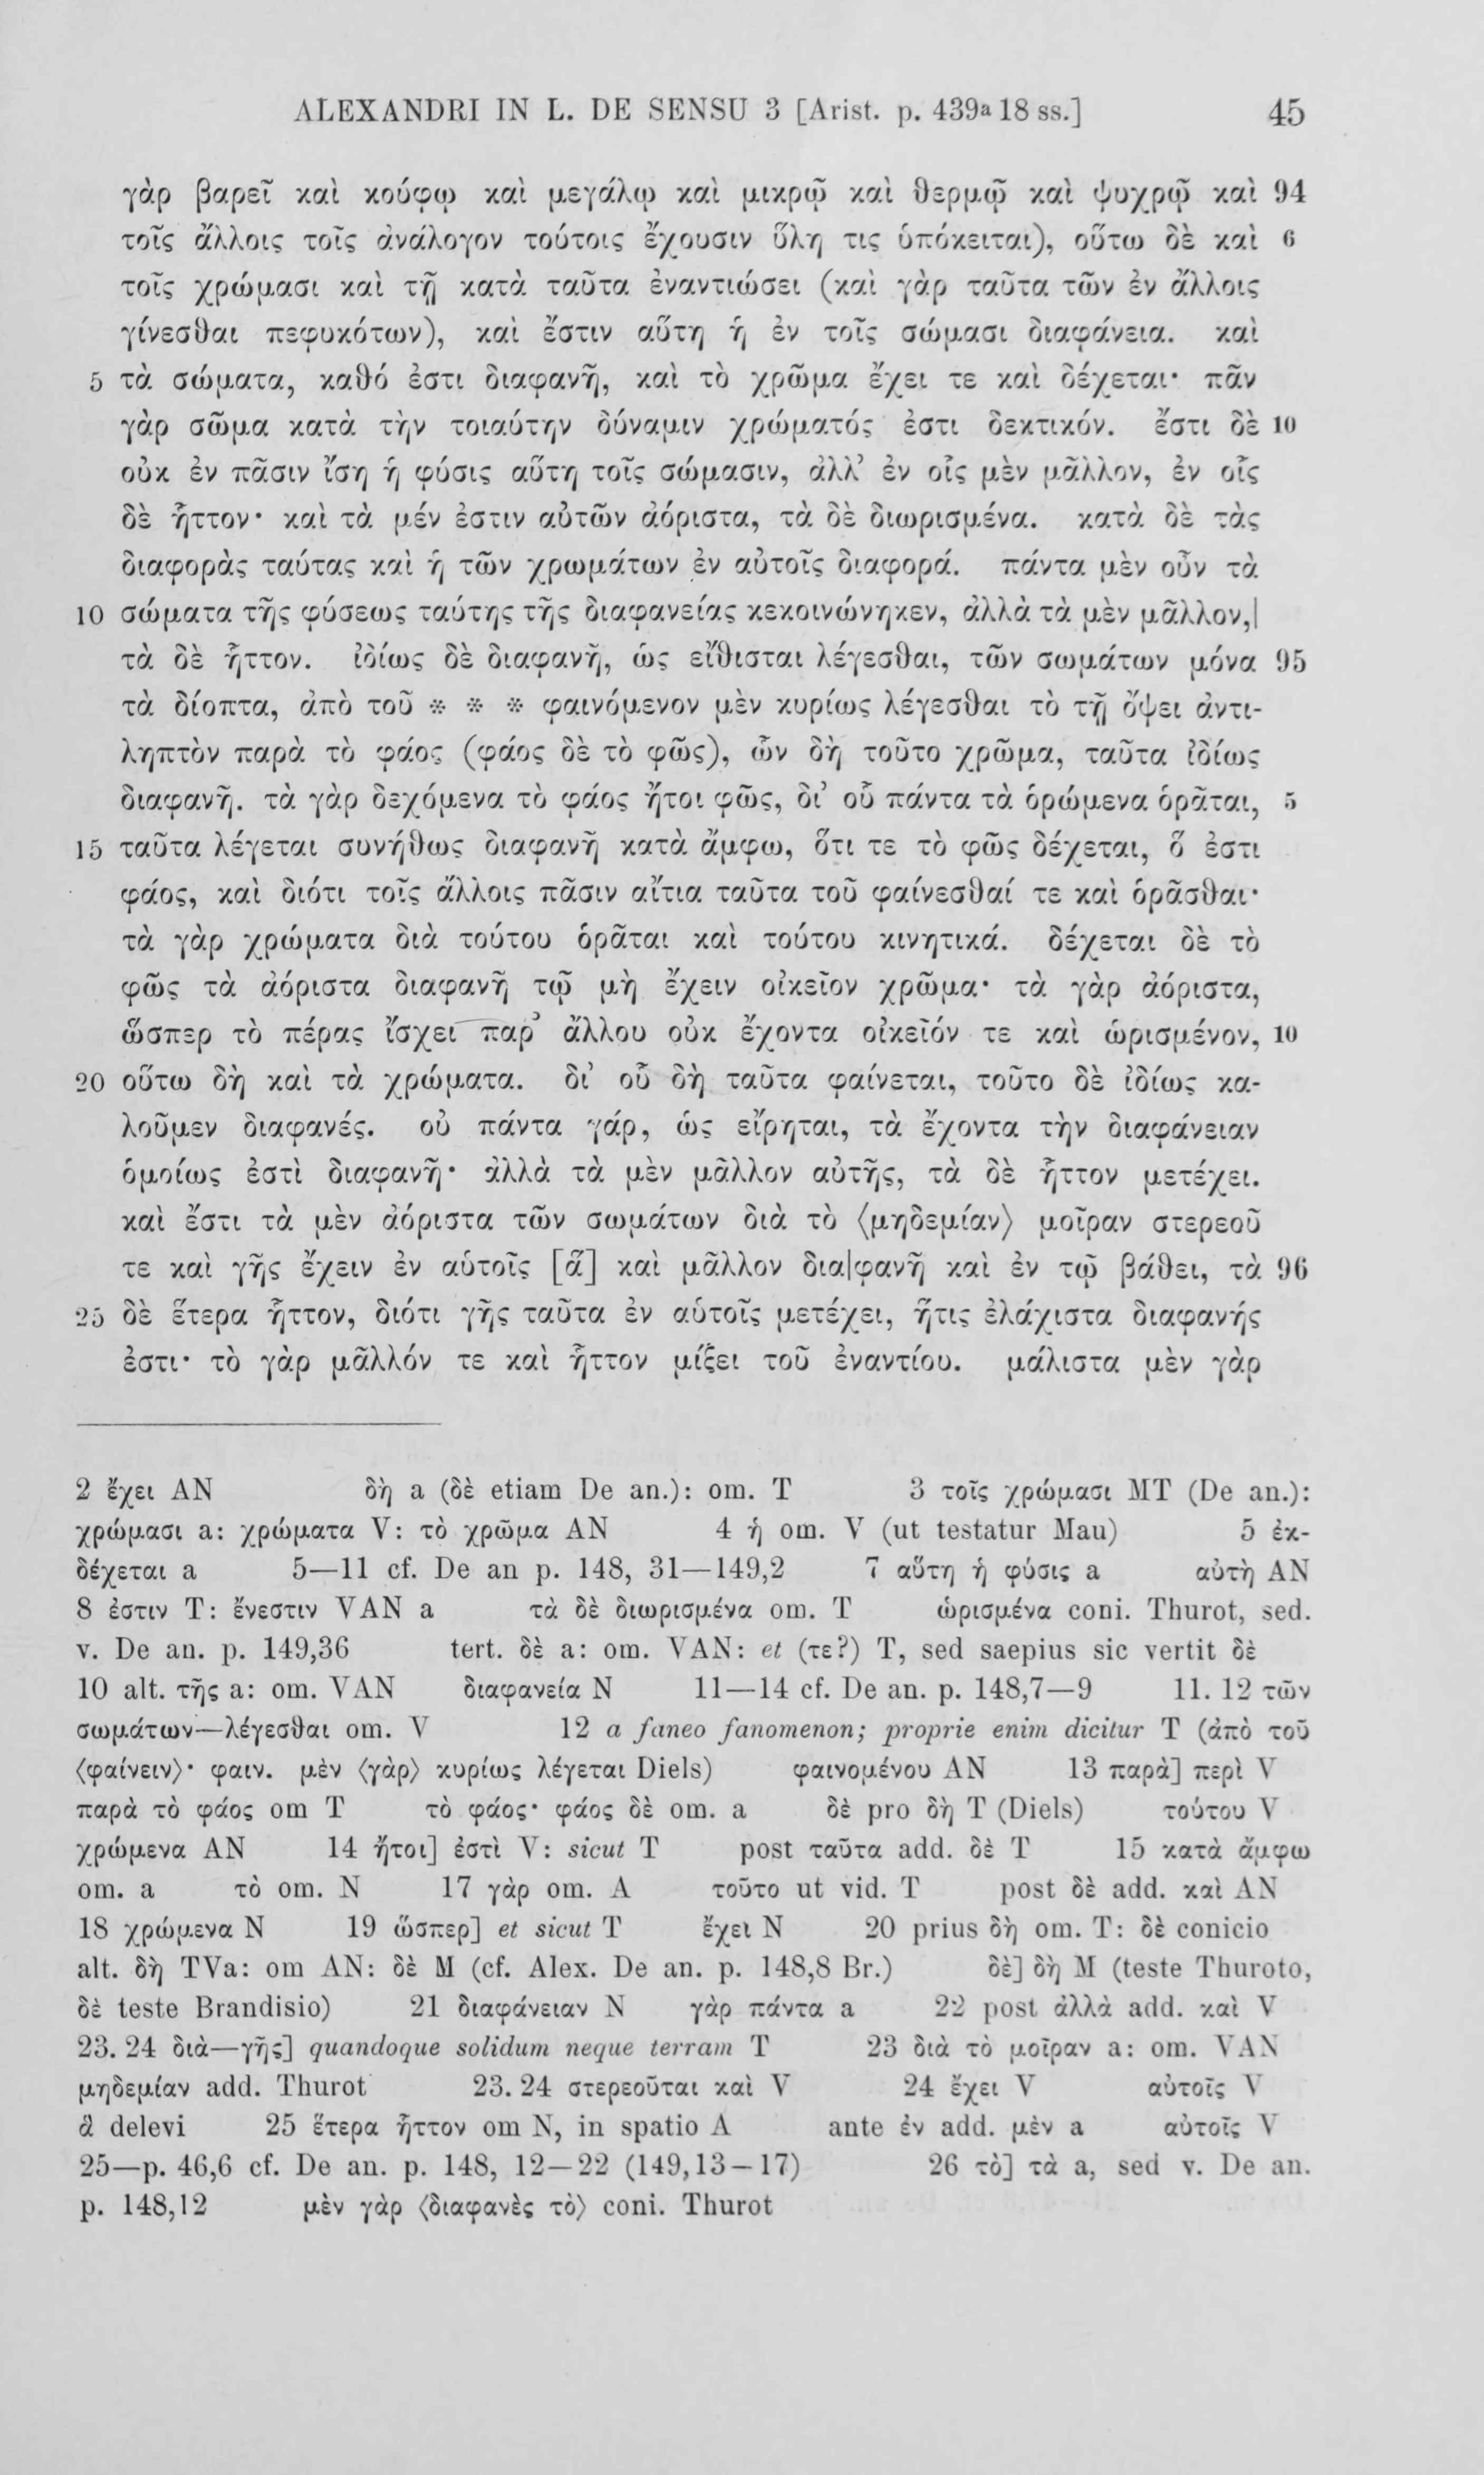 ALEXANDRI IN L. DE SENSU 3 [Arist. p. 439a 18 ss.] 45
γὰρ βαρεῖ καὶ κούφῳ καὶ μεγάλῳ καὶ μικρῷ καὶ θερμῷ καὶ ψυχρῷ καὶ 94
τοῖς ἄλλοις τοῖς ἀνάλογον τούτοις ἔχουσιν ὕλη τις ὑπόκειται), οὕτω δὲ καὶ 6
τοῖς χρώμασι καὶ τῇ κατὰ ταῦτα ἐναντιώσει (καὶ γὰρ ταῦτα τῶν ἐν ἄλλοις
γίνεσθαι πεφυκότων), καὶ ἔστιν αὕτη ἡ ἐν τοῖς σώμασι διαφάνεια. καὶ
5 τὰ σώματα, καθό ἐστι διαφανῆ, καὶ τὸ χρῶμα ἔχει τε καὶ δέχεται· πᾶν
γὰρ σῶμα κατὰ τὴν τοιαύτην δύναμιν χρώματός ἐστι δεκτικόν. ἔστι δὲ 10
οὐκ ἐν πᾶσιν ἴση ἡ φύσις αὕτη τοῖς σώμασιν, ἀλλ’ ἐν οἷς μὲν μᾶλλον, ἐν οἷς
δὲ ἧττον· καὶ τὰ μέν ἐστιν αὐτῶν ἀόριστα, τὰ δὲ διωρισμένα. κατὰ δὲ τὰς
διαφορὰς ταύτας καὶ ἡ τῶν χρωμάτων ἐν αὐτοῖς διαφορά. πάντα μὲν οὖν τὰ
10 σώματα τῆς φύσεως ταύτης τῆς διαφανείας κεκοινώνηκεν, ἀλλὰ τὰ μὲν μᾶλλον,|
τὰ δὲ ἧττον. ἰδίως δὲ διαφανῆ, ὡς εἴθισται λέγεσθαι, τῶν σωμάτων μόνα 95
τὰ δίοπτα, ἀπὸ τοῦ * * * φαινόμενον μὲν κυρίως λέγεσθαι τὸ τῇ ὄψει ἀντι-
ληπτὸν παρὰ τὸ φάος (φάος δὲ τὸ φῶς), ὧν δὴ τοῦτο χρῶμα, ταῦτα ἰδίως
διαφανῆ. τὰ γὰρ δεχόμενα τὸ φάος ἤτοι φῶς, δι’ οὗ πάντα τὰ ὁρώμενα ὁρᾶται, 5
15 ταῦτα λέγεται συνήθως διαφανῆ κατὰ ἄμφω, ὅτι τε τὸ φῶς δέχεται, ὅ ἐστι
φάος, καὶ διότι τοῖς ἄλλοις πᾶσιν αἴτια ταῦτα τοῦ φαίνεσθαί τε καὶ ὁρᾶσθαι·
τὰ γὰρ χρώματα διὰ τούτου ὁρᾶται καὶ τούτου κινητικά. δέχεται δὲ τὸ
φῶς τὰ ἀόριστα διαφανῆ τῷ μὴ ἔχειν οἰκεῖον χρῶμα· τὰ γὰρ ἀόριστα,
ὥσπερ τὸ πέρας ἴσχει παρ’ ἄλλου οὐκ ἔχοντα οἰκεῖόν τε καὶ ὡρισμένον, 10
20 οὕτω δὴ καὶ τὰ χρώματα. δι’ οὗ δὴ ταῦτα φαίνεται, τοῦτο δὲ ἰδίως κα-
λοῦμεν διαφανές. οὐ πάντα γάρ, ὡς εἴρηται, τὰ ἔχοντα τὴν διαφάνειαν
ὁμοίως ἐστὶ διαφανῆ· ἀλλὰ τὰ μὲν μᾶλλον αὐτῆς, τὰ δὲ ἧττον μετέχει.
καὶ ἔστι τὰ μὲν ἀόριστα τῶν σωμάτων διὰ τὸ ⟨μηδεμίαν⟩ μοῖραν στερεοῦ
τε καὶ γῆς ἔχειν ἐν αὑτοῖς [ἃ] καὶ μᾶλλον δια|φανῆ καὶ ἐν τῷ βάθει, τὰ 96
25 δὲ ἕτερα ἧττον, διότι γῆς ταῦτα ἐν αὑτοῖς μετέχει, ἥτις ἐλάχιστα διαφανής
ἐστι· τὸ γὰρ μᾶλλόν τε καὶ ἧττον μίξει τοῦ ἐναντίου. μάλιστα μὲν γὰρ
2 ἔχει AN δὴ a (δὲ etiam De an.): om. T 3 τοῖς χρώμασι MT (De an.):
χρώμασι a: χρώματα V: τὸ χρῶμα AN 4 ἡ om. V (ut testatur Mau) 5 ἐκ-
δέχεται a 5—11 cf. De an p. 148, 31—149,2 7 αὕτη ἡ φύσις a αὐτὴ AN
8 ἐστιν T: ἔνεστιν VAN a τὰ δὲ διωρισμένα om. T ὡρισμένα coni. Thurot, sed.
v. De an. p. 149,36 tert. δὲ a: om. VAN: et (τε?) T, sed saepius sic vertit δὲ
10 alt. τῆς a: om. VAN διαφανεία N 11—14 cf. De an. p. 148,7—9 11. 12 τῶν
σωμάτων—λέγεσθαι om. V 12 a faneo fanomenon; proprie enim dicitur T (ἀπὸ τοῦ
⟨φαίνειν⟩· φαιν. μὲν ⟨γὰρ⟩ κυρίως λέγεται Diels) φαινομένου AN 13 παρὰ] περὶ V
παρὰ τὸ φάος om T τὸ φάος· φάος δὲ om. a δὲ pro δὴ T (Diels) τούτου V
χρώμενα AN 14 ἤτοι] ἐστὶ V: sicut T post ταῦτα add. δὲ T 15 κατὰ ἄμφω
om. a τὸ om. N 17 γὰρ om. A τοῦτο ut vid. T post δὲ add. καὶ AN
18 χρώμενα N 19 ὥσπερ] et sicut T ἔχει N 20 prius δὴ om. T: δὲ conicio
alt. δὴ TVa: om AN: δὲ M (cf. Alex. De an. p. 148,8 Br.) δὲ] δὴ M (teste Thuroto,
δὲ teste Brandisio) 21 διαφάνειαν N γὰρ πάντα a 22 post ἀλλὰ add. καὶ V
23. 24 διὰ—γῆς] quandoque solidum neque terram T 23 διὰ τὸ μοῖραν a: om. VAN
μηδεμίαν add. Thurot 23. 24 στερεοῦται καὶ V 24 ἔχει V αὐτοῖς V
ἃ delevi 25 ἕτερα ἧττον om N, in spatio A ante ἐν add. μὲν a αὐτοῖς V
25—p. 46,6 cf. De an. p. 148, 12—22 (149,13—17) 26 τὸ] τὰ a, sed v. De an.
p. 148,12 μὲν γὰρ ⟨διαφανὲς τὸ⟩ coni. Thurot